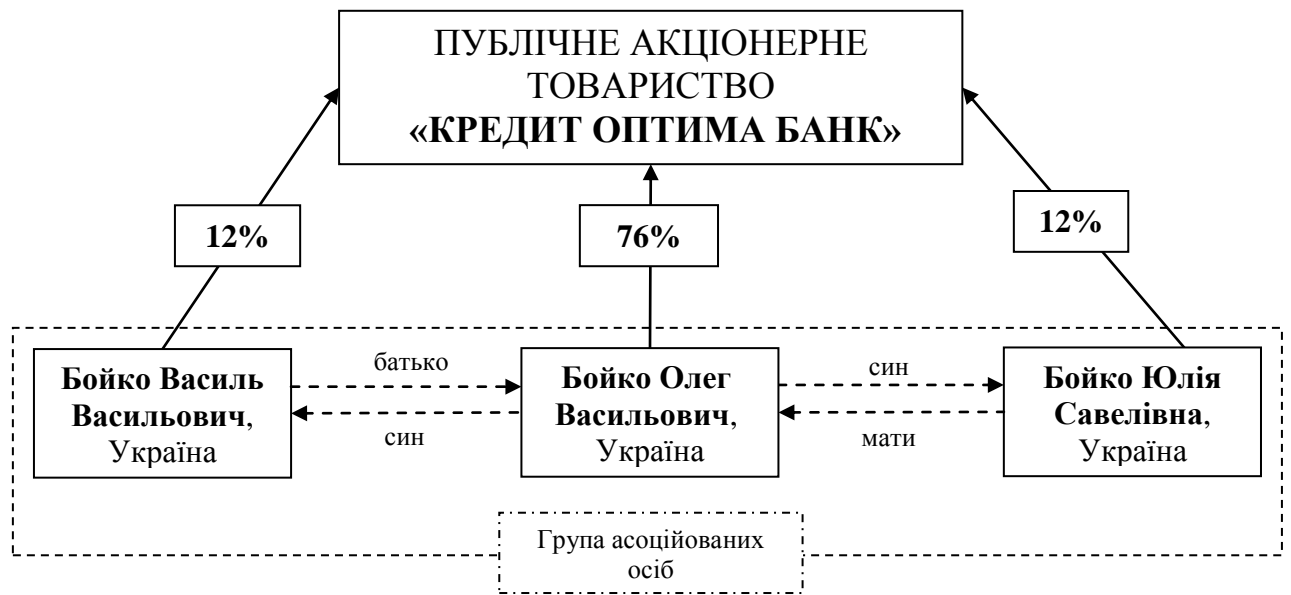 ПУБЛІЧНЕ АКЦІОНЕРНЕ
ТОВАРИСТВО
«КРЕДИТ ОПТИМА БАНК»
12%
76%
12%
Бойко Василь
Васильович,
Україна
батько
син
Бойко Олег
Васильович,
Україна
син
мати
Бойко Юлія
Савелівна,
Україна
Група асоційованих
осіб